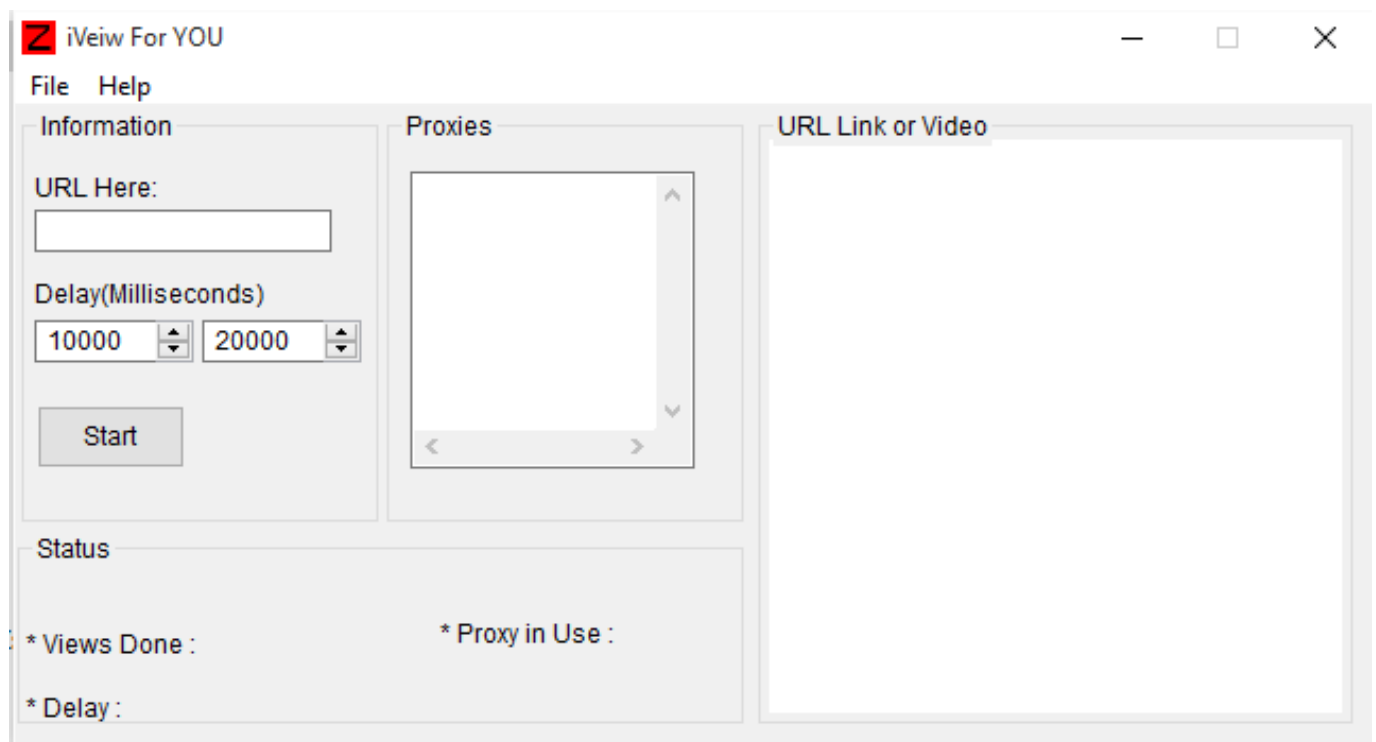 Z iVeiw For YOU
File Help
Information
URL Here:
Delay(Milliseconds)
10000 20000
Start
Proxies
URL Link or Video
Status
* Views Done :
* Proxy in Use :
* Delay :